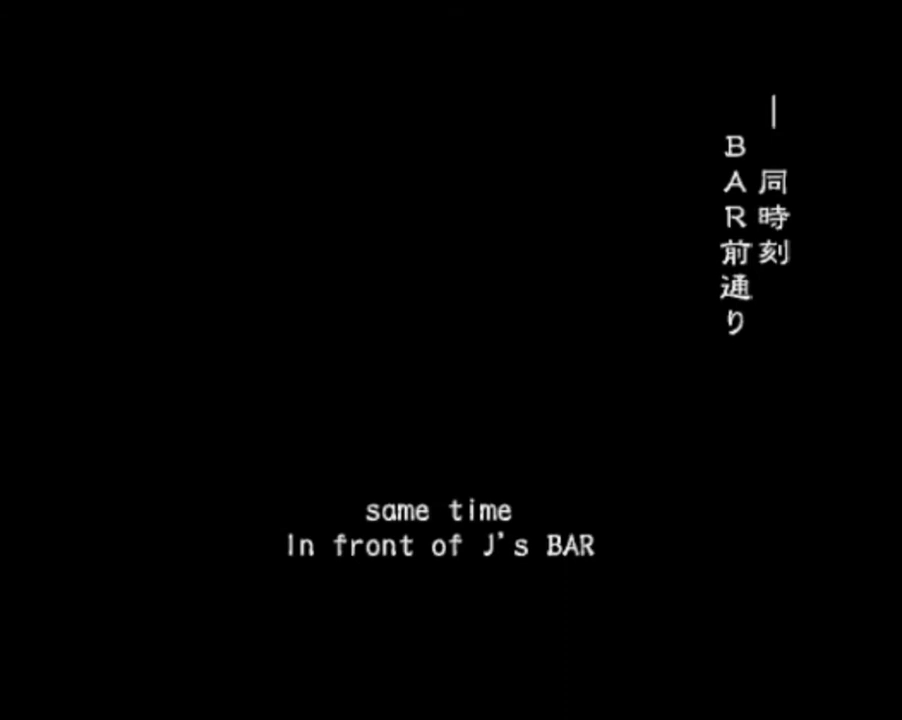 ― 同時刻
BAR前通り
same time
In front of J's BAR